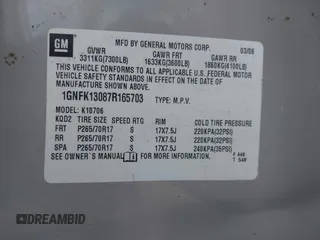 GM
MFD BY GENERAL MOTORS CORP.
03/06
GVWR GAWR FRT GAWR RR
3311KG(7300LB) 1633KG(3600LB) 1860KG(4100LB)
THIS VEHICLE CONFORMS TO ALL APPLICABLE U.S. FEDERAL
MOTOR VEHICLE SAFETY STANDARDS IN EFFECT ON THE DATE OF
MANUFACTURE SHOWN ABOVE.
1GNFK13087R165703 TYPE: M.P.V.
K10706
KQD2 TIRE SIZE SPEED RTG RIM COLD TIRE PRESSURE
FRT P265/70R17 S 17X7.5J 220KPA(32PSI)
RR P265/70R17 S 17X7.5J 220KPA(32PSI)
SPA P265/70R17 S 17X7.5J 240KPA(35PSI)
SEE OWNER'S MANUAL
DREAMBID